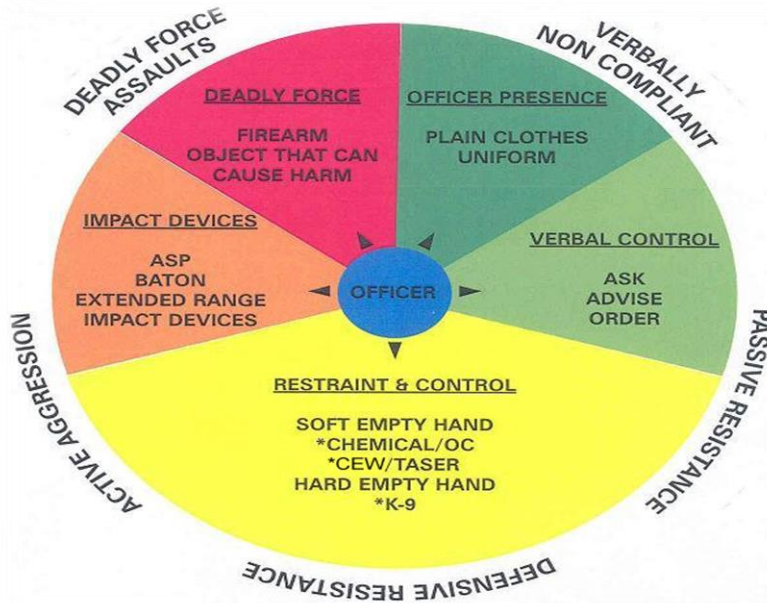 DEADLY FORCE
ASSAULTS
VERBALLY
NON COMPLIANT
DEADLY FORCE
FIREARM
OBJECT THAT CAN
CAUSE HARM
OFFICER PRESENCE
PLAIN CLOTHES
UNIFORM
IMPACT DEVICES
ASP
BATON
EXTENDED RANGE
IMPACT DEVICES
VERBAL CONTROL
ASK
ADVISE
ORDER
OFFICER
RESTRAINT & CONTROL
SOFT EMPTY HAND
*CHEMICAL/OC
*CEW/TASER
HARD EMPTY HAND
*K-9
ACTIVE AGGRESSION
PASSIVE RESISTANCE
DEFENSIVE RESISTANCE